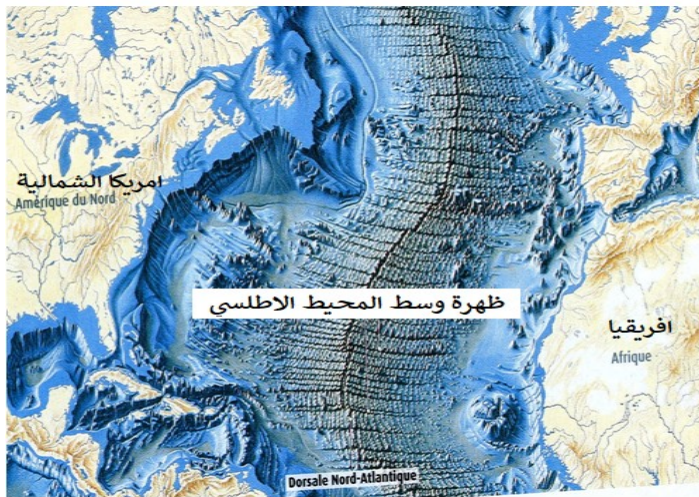 امريكا الشمالية
Amérique du Nord
ظهرة وسط المحيط الاطلسي
افريقيا
Afrique
Dorsale Nord-Atlantique